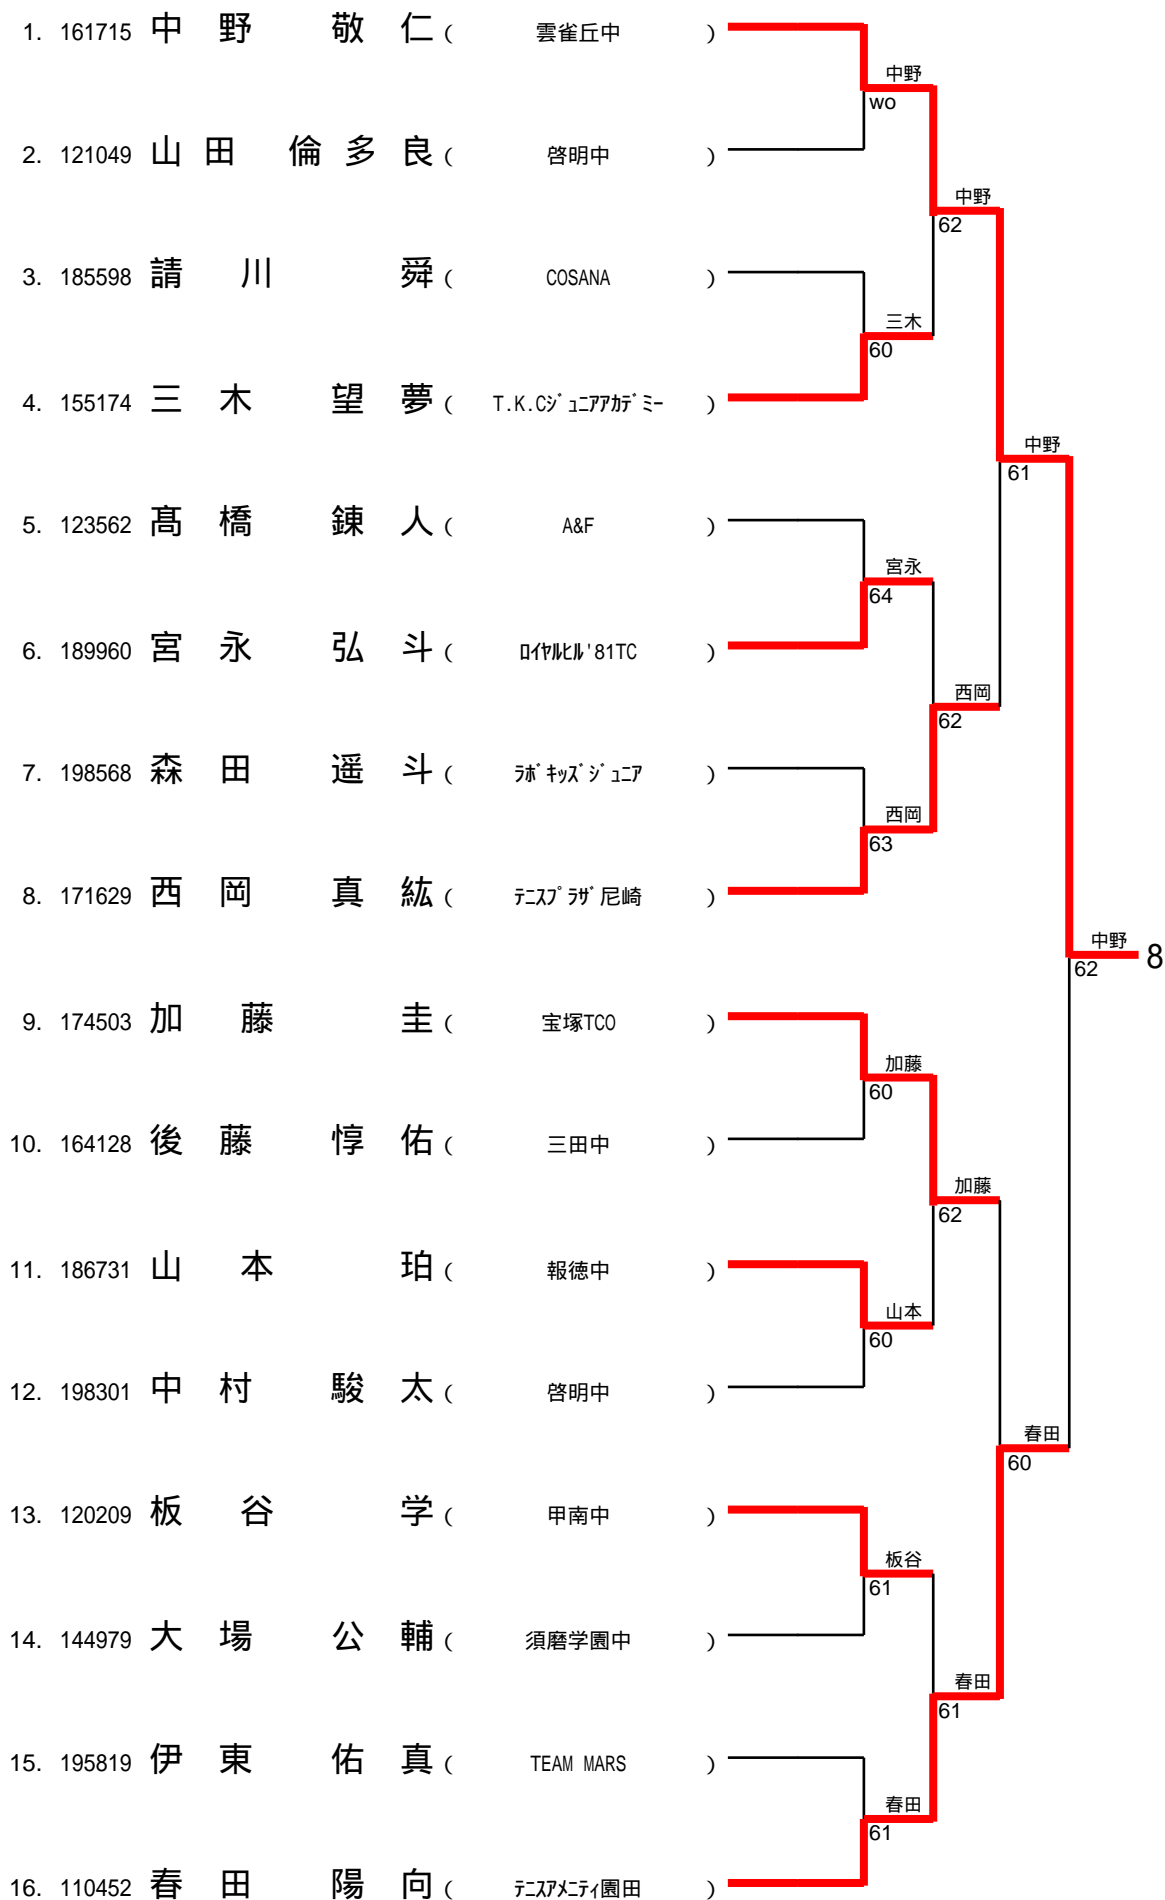 1. 161715 中野 敬仁 ( 雲雀丘中 )
中野
wo
2. 121049 山田 倫多良 ( 啓明中 )
中野
62
3. 185598 請川 舜 ( COSANA )
三木
60
4. 155174 三木 望夢 ( T.K.Cｼﾞｭﾆｱｱｶﾃﾞﾐｰ )
中野
61
5. 123562 髙橋 錬人 ( A&F )
宮永
64
6. 189960 宮永 弘斗 ( ﾛｲﾔﾙﾋﾙ'81TC )
西岡
62
7. 198568 森田 遥斗 ( ﾗﾎﾞｷｯｽﾞｼﾞｭﾆｱ )
西岡
63
8. 171629 西岡 真紘 ( ﾃﾆｽﾌﾟﾗｻﾞ尼崎 )
中野 8
62
9. 174503 加藤 圭 ( 宝塚TCO )
加藤
60
10. 164128 後藤 惇佑 ( 三田中 )
加藤
62
11. 186731 山本 珀 ( 報徳中 )
山本
60
12. 198301 中村 駿太 ( 啓明中 )
春田
60
13. 120209 板谷 学 ( 甲南中 )
板谷
61
14. 144979 大場 公輔 ( 須磨学園中 )
春田
61
15. 195819 伊東 佑真 ( TEAM MARS )
春田
61
16. 110452 春田 陽向 ( ﾃﾆｽｱﾒﾆﾃｨ園田 )